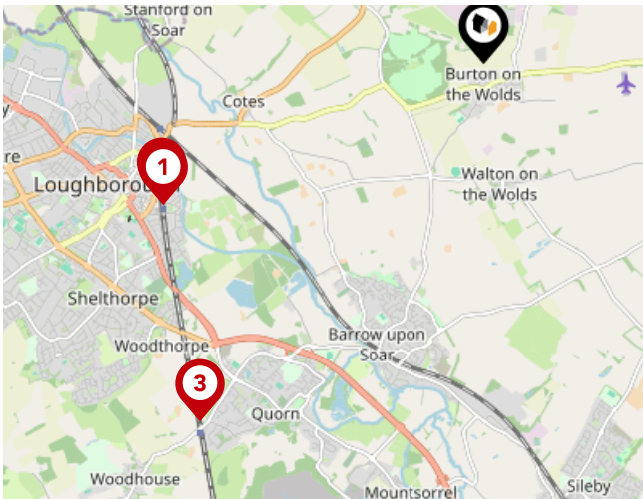 Stanford on
Soar
Burton on
the Wolds
Cotes
1
Loughboro
Walton on
the Wolds
Shelthorpe
Barrow upon
Soar
Woodthorpe
3
Quorn
Woodhouse
Mountsorrel
Sileby